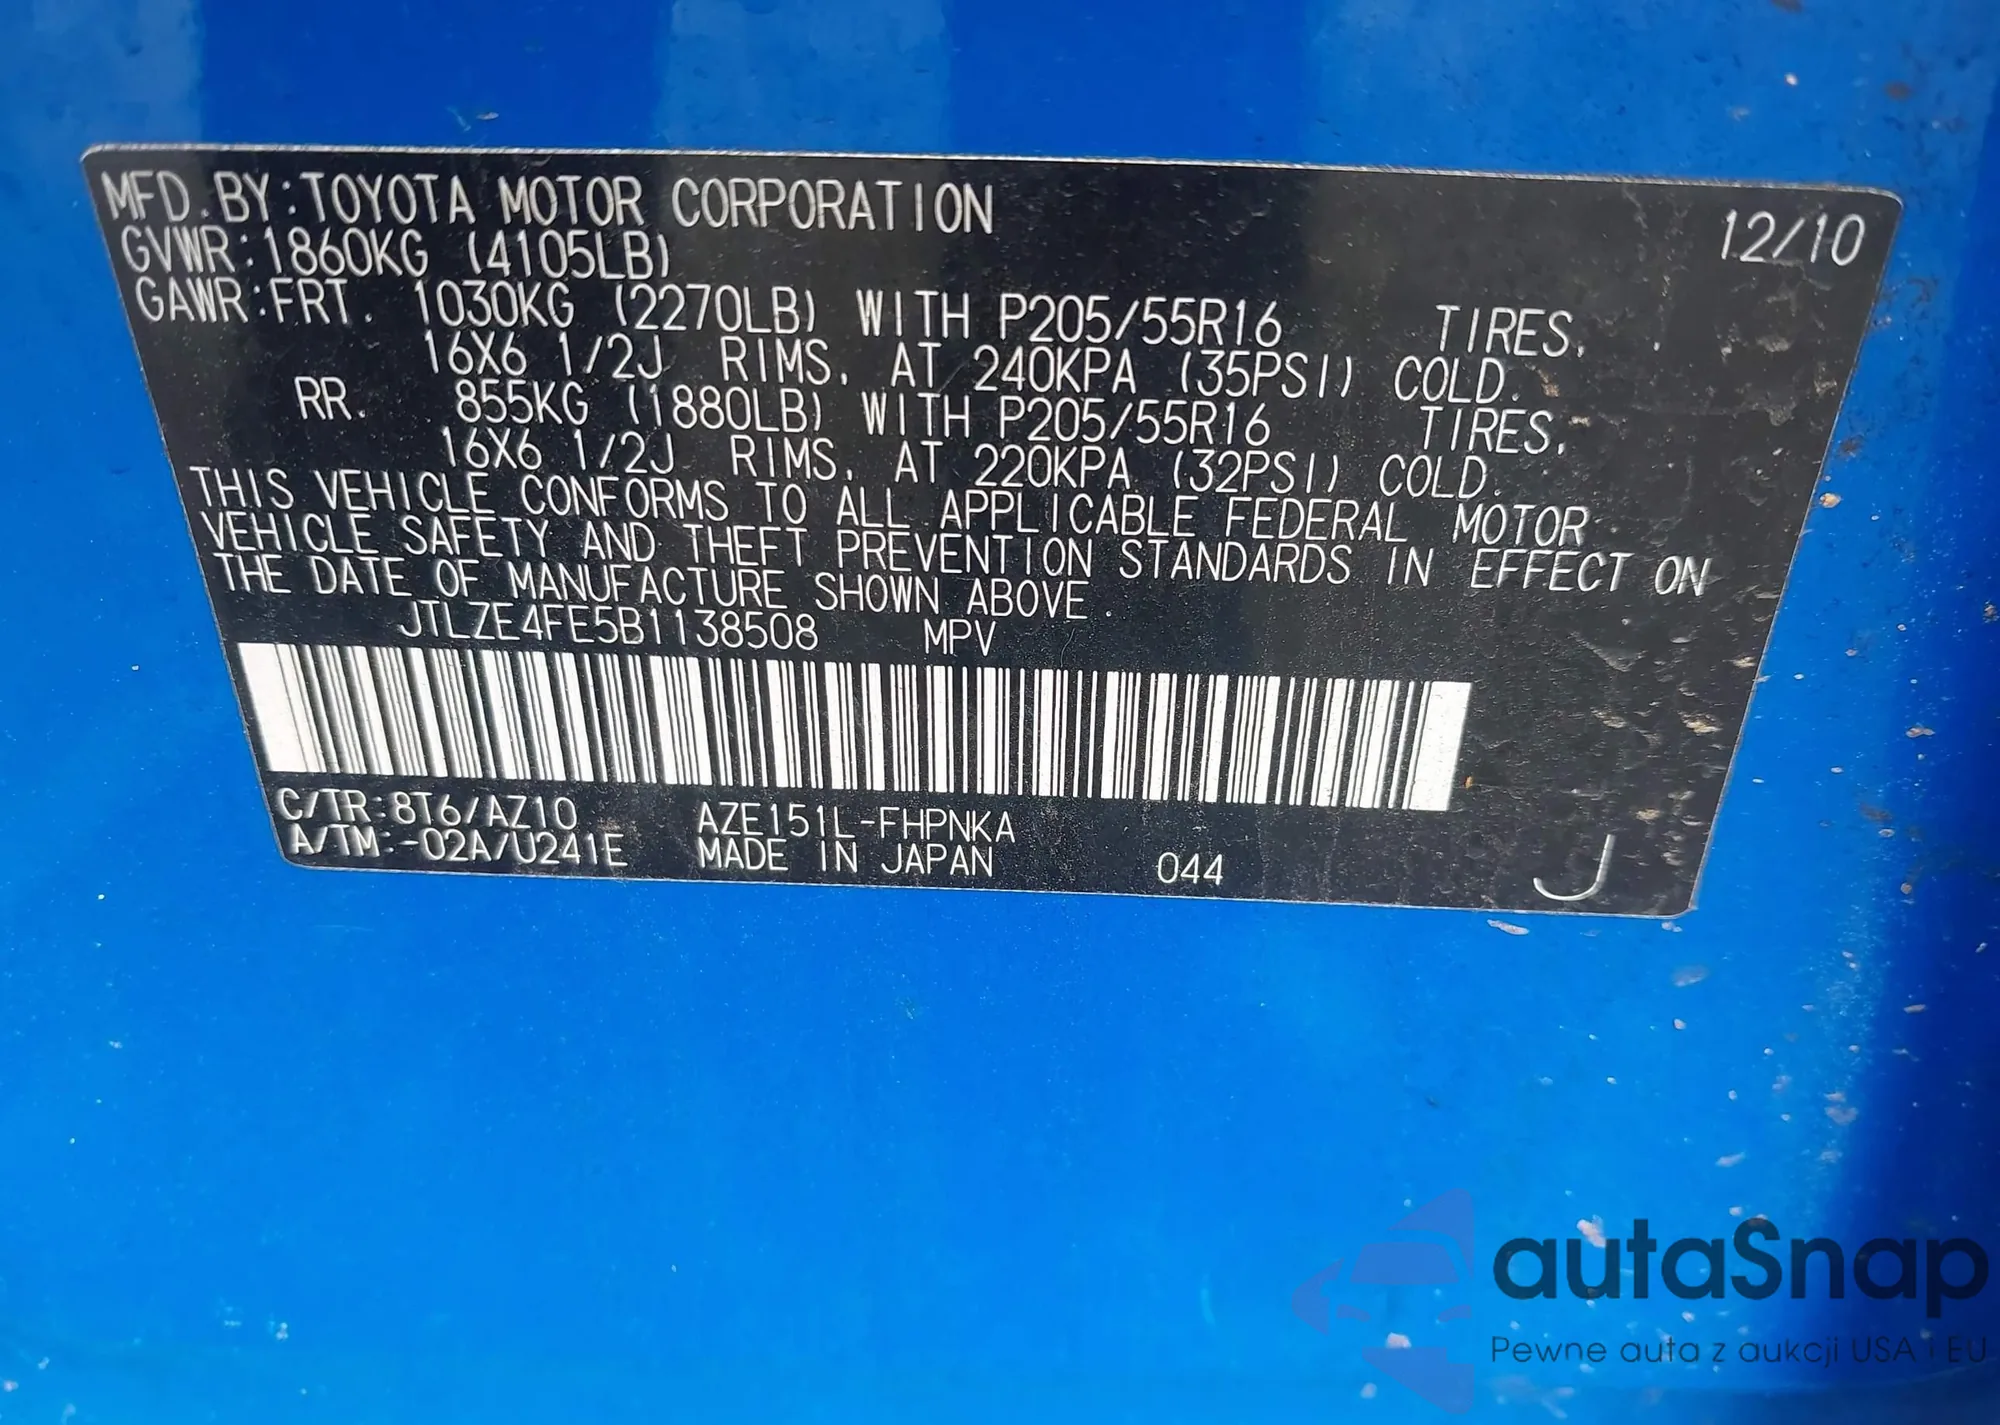 MFD. BY: TOYOTA MOTOR CORPORATION 12/10
GVWR: 1860KG (4105LB)
GAWR: FRT. 1030KG (2270LB) WITH P205/55R16 TIRES,
16X6 1/2J RIMS, AT 240KPA (35PSI) COLD.
RR. 855KG (1880LB) WITH P205/55R16 TIRES,
16X6 1/2J RIMS, AT 220KPA (32PSI) COLD.
THIS VEHICLE CONFORMS TO ALL APPLICABLE FEDERAL MOTOR
VEHICLE SAFETY AND THEFT PREVENTION STANDARDS IN EFFECT ON
THE DATE OF MANUFACTURE SHOWN ABOVE.
JTLZE4FE5B1138508 MPV
C/TR: 8T6/AZ10 AZE151L-FHPNKA
A/TM: -02A/U241E MADE IN JAPAN 044 J
autaSnap
Pewne auta z aukcji USA i EU